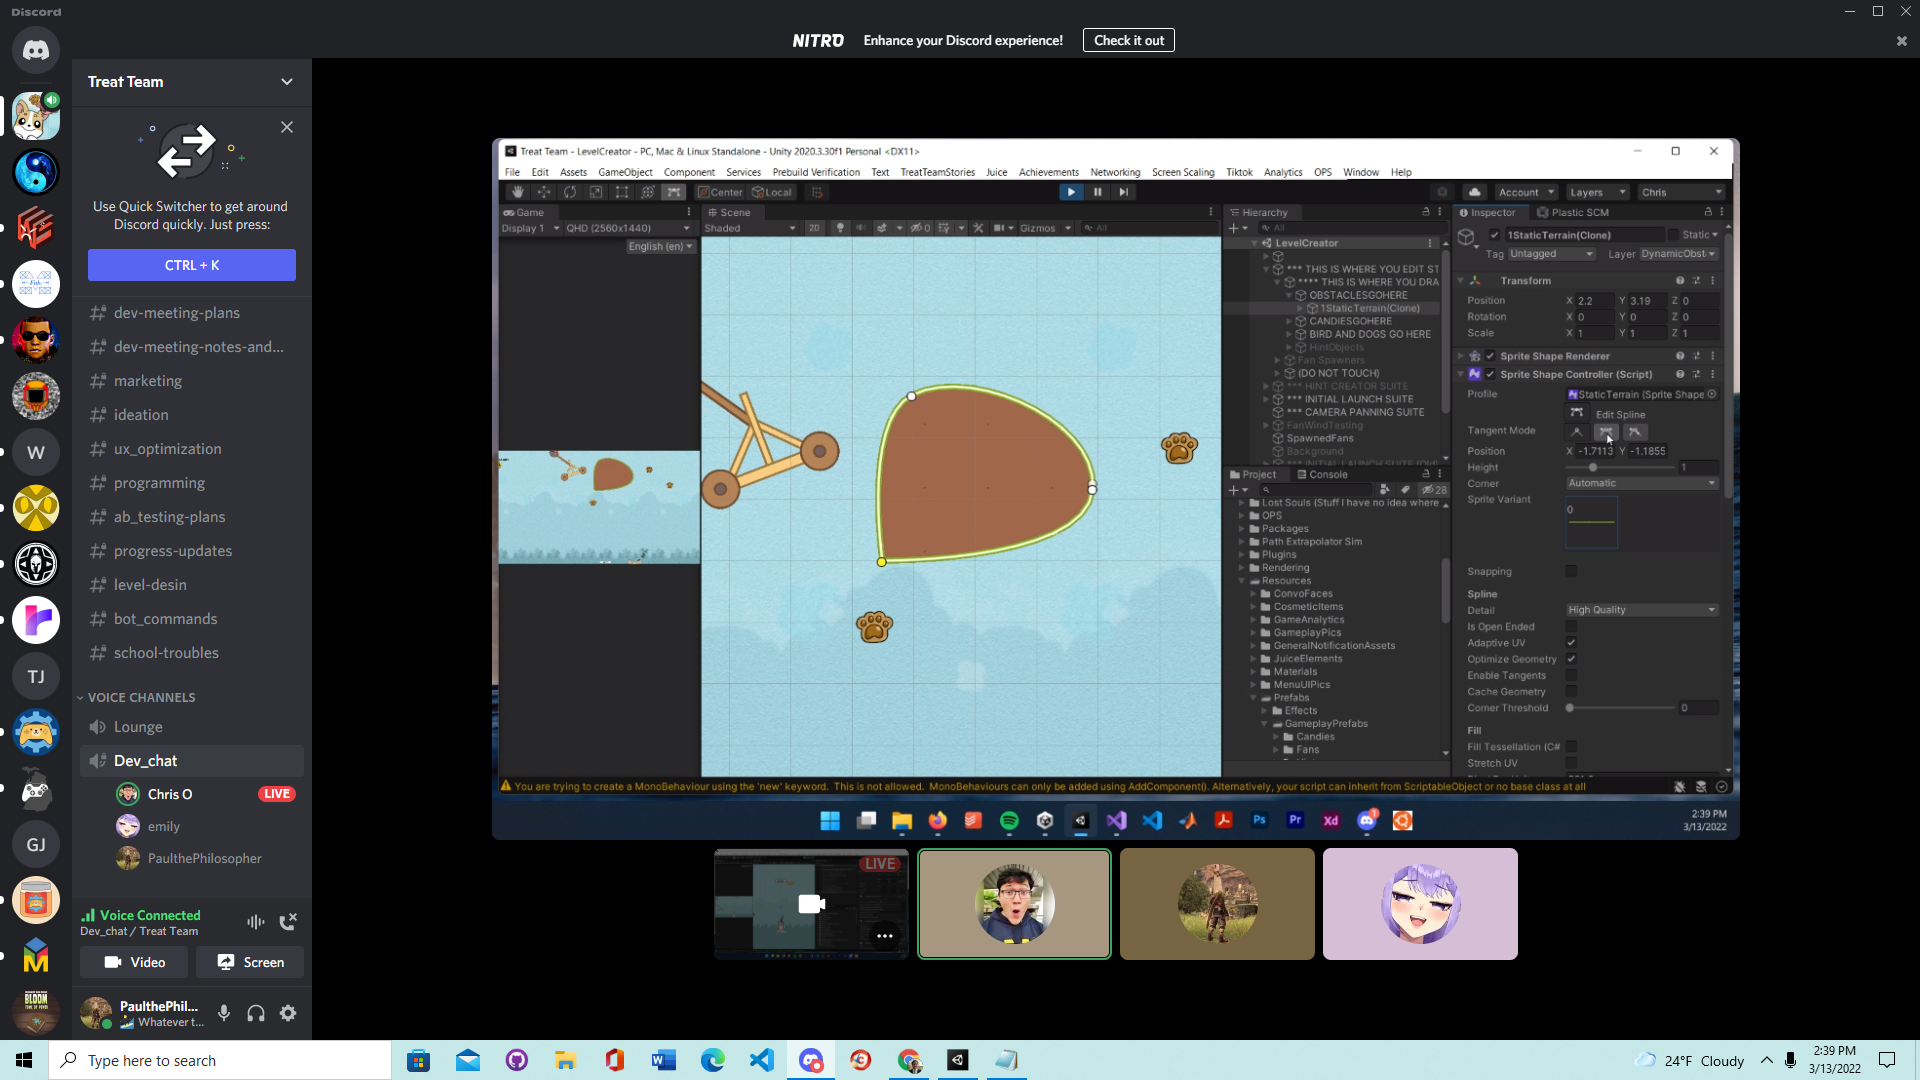 Discord
NITRO Enhance your Discord experience! Check it out
Treat Team
Use Quick Switcher to get around
Discord quickly. Just press:
CTRL + K
dev-meeting-plans
dev-meeting-notes-and...
marketing
ideation
ux_optimization
programming
ab_testing-plans
progress-updates
level-desin
bot_commands
school-troubles
VOICE CHANNELS
Lounge
Dev_chat
Chris O LIVE
emily
PaulthePhilosopher
Voice Connected
Dev_chat / Treat Team
Video Screen
PaulthePhil...
Whatever t...
W
TJ
GJ
BLOOM
Treat Team - LevelCreator - PC, Mac & Linux Standalone - Unity 2020.3.30f1 Personal <DX11>
File Edit Assets GameObject Component Services Prebuild Verification Text TreatTeamStories Juice Achievements Networking Screen Scaling Tiktok Analytics OPS Window Help
Center Local Account Layers Chris
Game Scene Hierarchy Inspector Plastic SCM
Display 1 QHD (2560x1440) Shaded 2D 0 Gizmos All All
English (en)
LevelCreator
*** THIS IS WHERE YOU EDIT ST
**** THIS IS WHERE YOU DRA
OBSTACLESGOHERE
1StaticTerrain(Clone)
CANDIESGOHERE
BIRD AND DOGS GO HERE
HintObjects
Fan Spawners
(DO NOT TOUCH)
*** HINT CREATOR SUITE
*** INITIAL LAUNCH SUITE
*** CAMERA PANNING SUITE
FanWindTesting
SpawnedFans
Background
*** INITIAL LAUNCH SUITE (Old
Project Console
28
Lost Souls (Stuff I have no idea where
OPS
Packages
Path Extrapolator Sim
Plugins
Rendering
Resources
ConvoFaces
CosmeticItems
GameAnalytics
GameplayPics
GeneralNotificationAssets
JuiceElements
Materials
MenuUIPics
Prefabs
Effects
GameplayPrefabs
Candies
Fans
1StaticTerrain(Clone) Static
Tag Untagged Layer DynamicObst
Transform
Position X 2.2 Y 3.19 Z 0
Rotation X 0 Y 0 Z 0
Scale X 1 Y 1 Z 1
Sprite Shape Renderer
Sprite Shape Controller (Script)
Profile StaticTerrain (Sprite Shape
Edit Spline
Tangent Mode
Position X -1.7113 Y -1.1855
Height 1
Corner Automatic
Sprite Variant
0
Snapping
Spline
Detail High Quality
Is Open Ended
Adaptive UV
Optimize Geometry
Enable Tangents
Cache Geometry
Corner Threshold 0
Fill
Fill Tessellation (C#
Stretch UV
You are trying to create a MonoBehaviour using the 'new' keyword. This is not allowed. MonoBehaviours can only be added using AddComponent(). Alternatively, your script can inherit from ScriptableObject or no base class at all
Ps Pr Xd 1
2:39 PM
3/13/2022
LIVE
Type here to search
24°F Cloudy
2:39 PM
3/13/2022